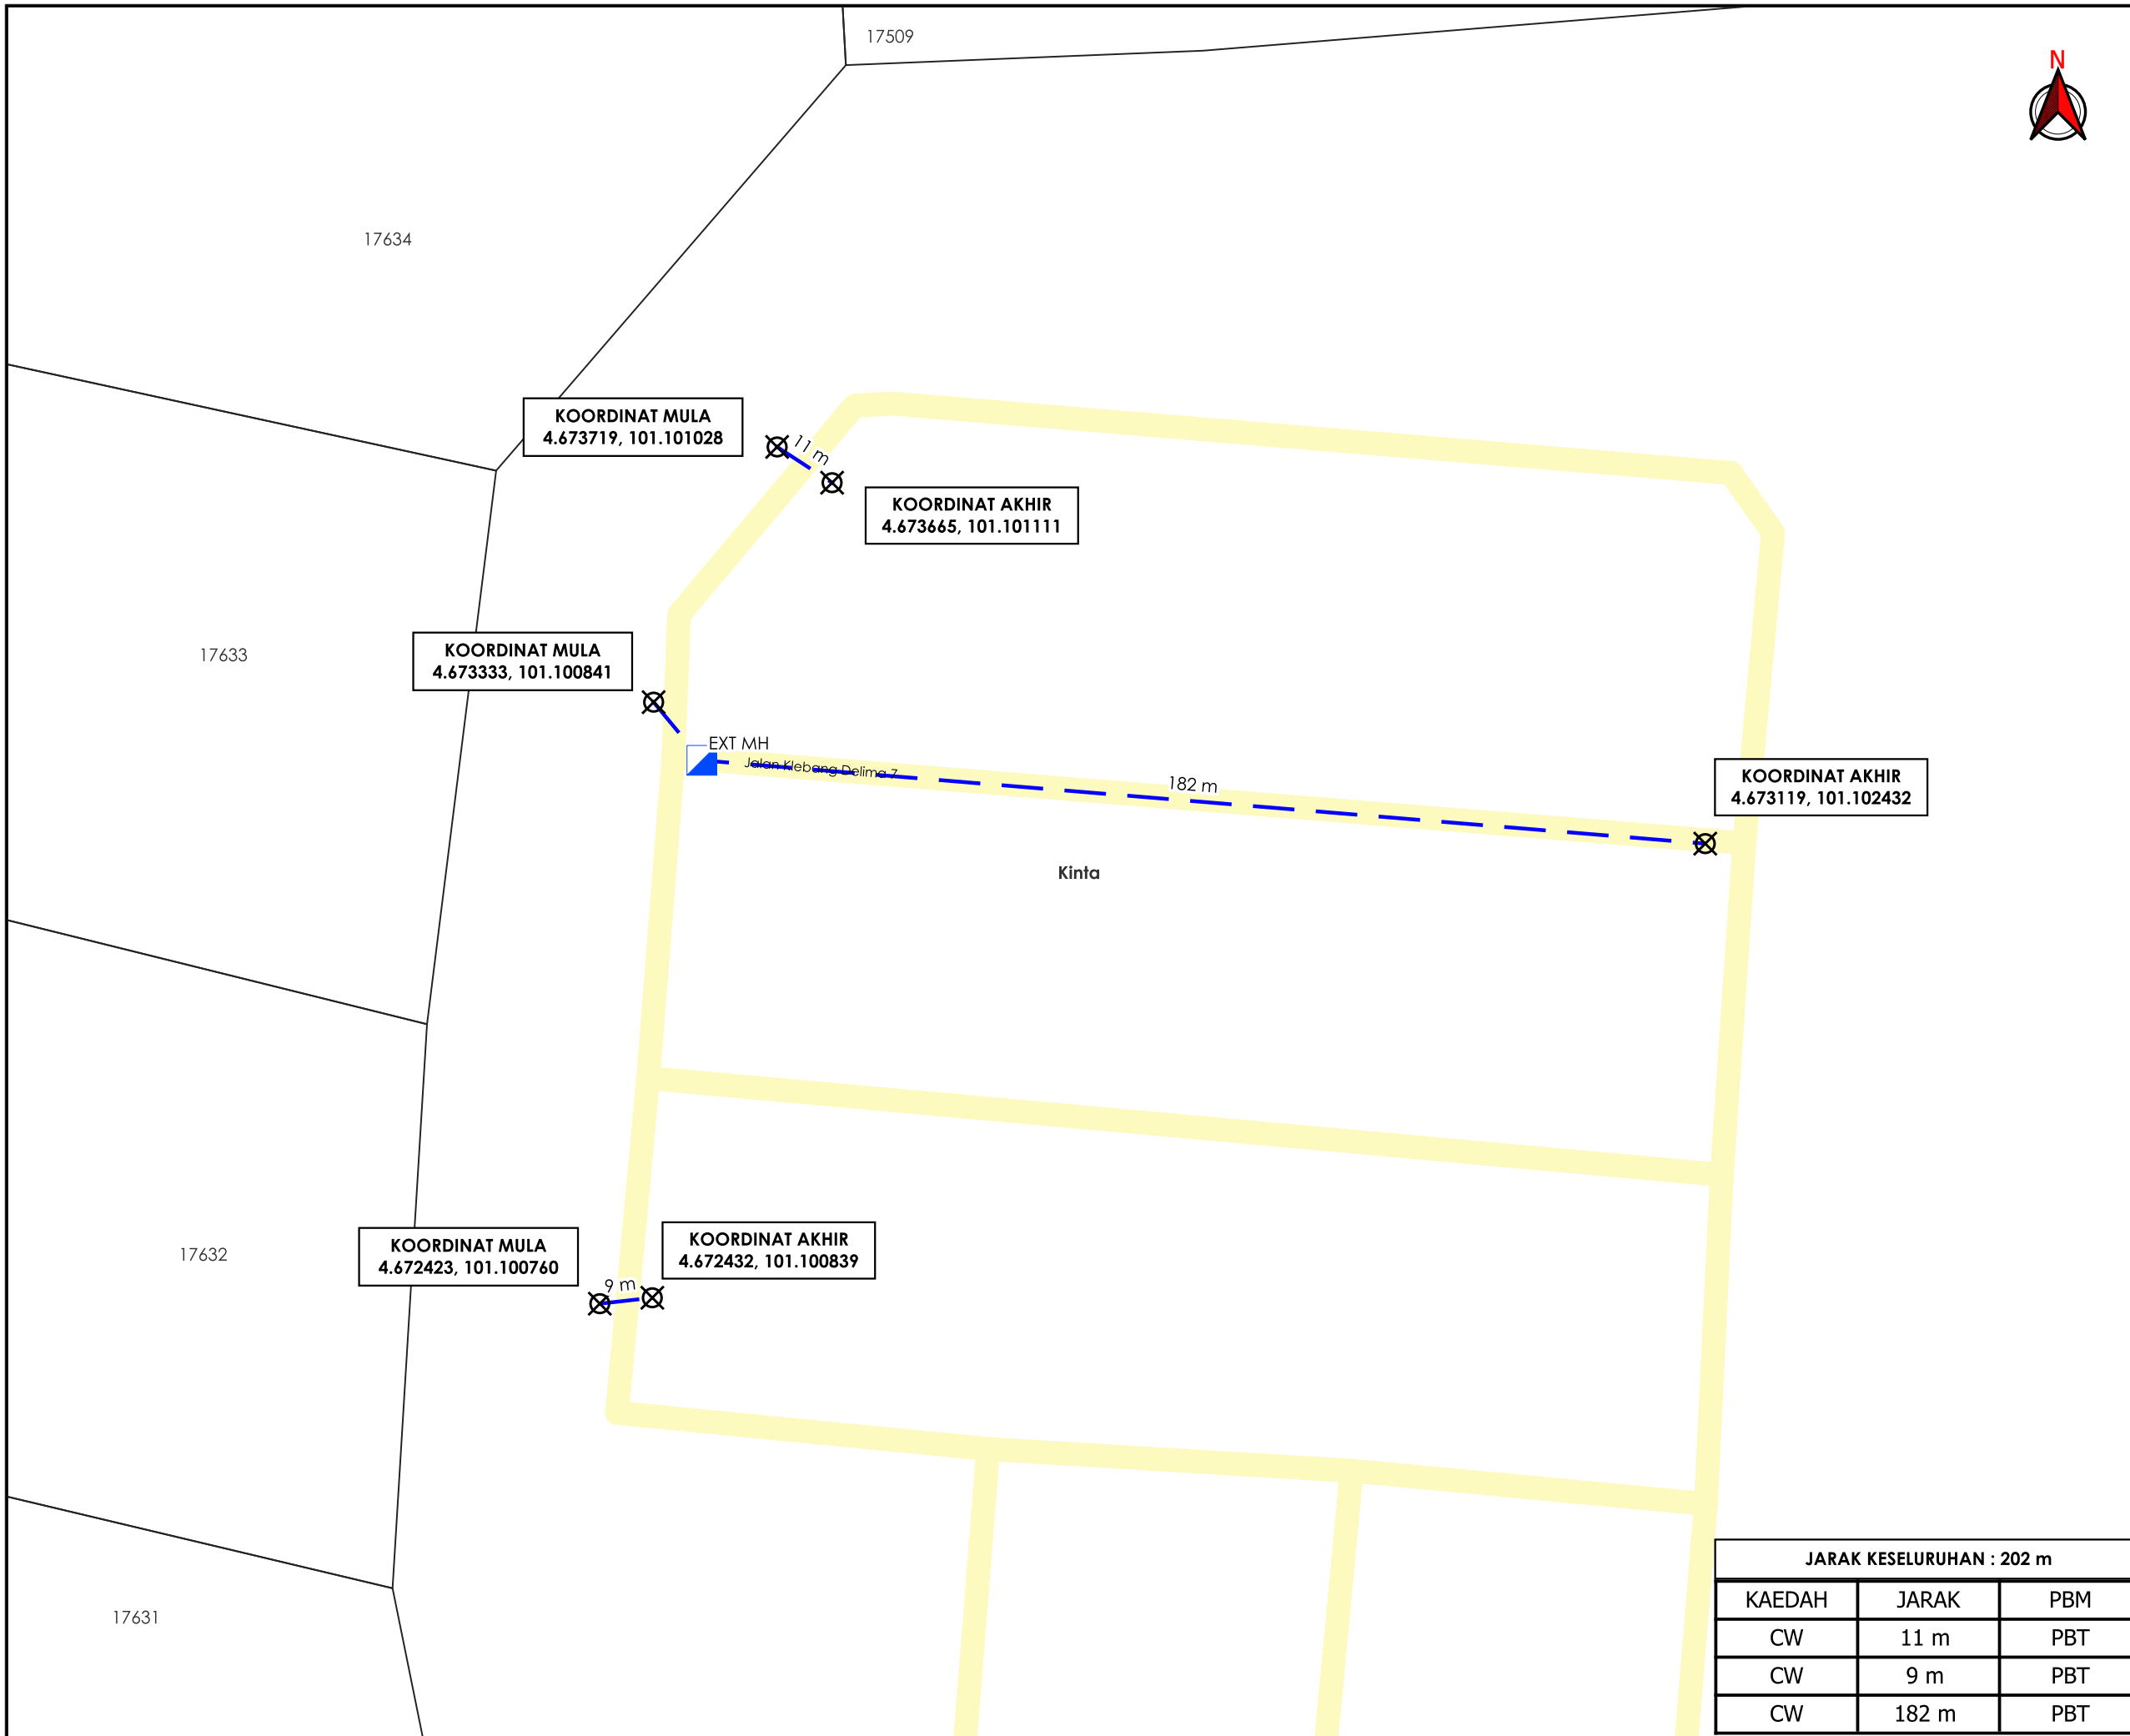 17509
N
17634
KOORDINAT MULA
4.673719, 101.101028
11 m
KOORDINAT AKHIR
4.673665, 101.101111
17633
KOORDINAT MULA
4.673333, 101.100841
EXT MH
Jalan Klebang Delima 7
182 m
KOORDINAT AKHIR
4.673119, 101.102432
Kinta
17632
KOORDINAT MULA
4.672423, 101.100760
9 m
KOORDINAT AKHIR
4.672432, 101.100839
17631
JARAK KESELURUHAN : 202 m
KAEDAH JARAK PBM
CW 11 m PBT
CW 9 m PBT
CW 182 m PBT